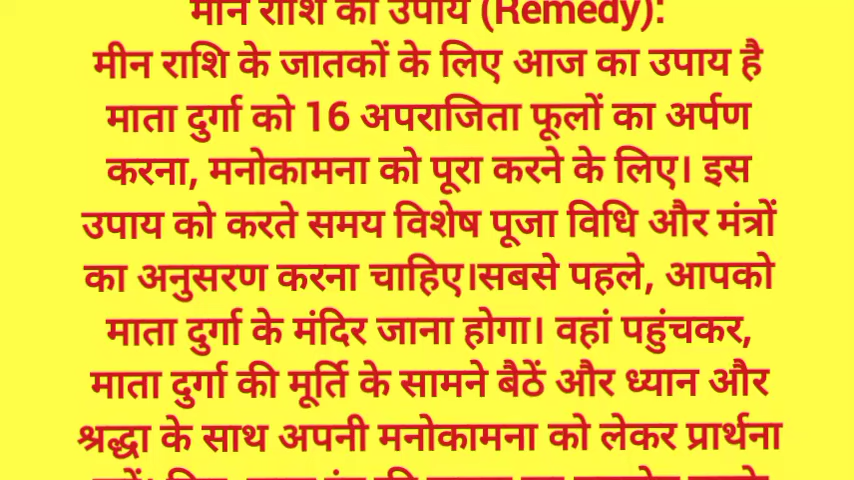 मीन राशि का उपाय (Remedy):
मीन राशि के जातकों के लिए आज का उपाय है
माता दुर्गा को 16 अपराजिता फूलों का अर्पण
करना, मनोकामना को पूरा करने के लिए। इस
उपाय को करते समय विशेष पूजा विधि और मंत्रों
का अनुसरण करना चाहिए।सबसे पहले, आपको
माता दुर्गा के मंदिर जाना होगा। वहां पहुंचकर,
माता दुर्गा की मूर्ति के सामने बैठें और ध्यान और
श्रद्धा के साथ अपनी मनोकामना को लेकर प्रार्थना